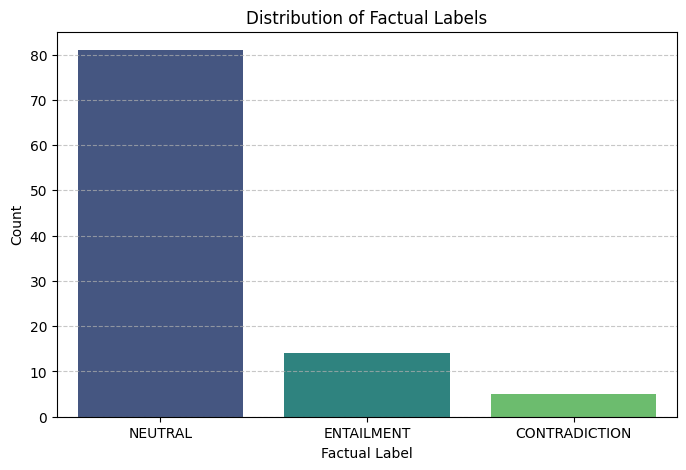 Distribution of Factual Labels
Count
80
70
60
50
40
30
20
10
0
NEUTRAL ENTAILMENT CONTRADICTION
Factual Label